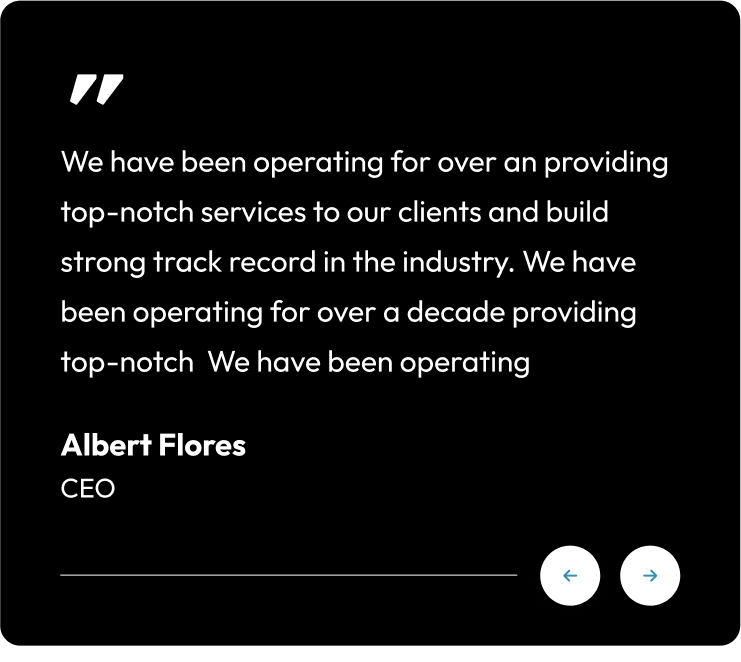 "
We have been operating for over an providing
top-notch services to our clients and build
strong track record in the industry. We have
been operating for over a decade providing
top-notch  We have been operating
Albert Flores
CEO